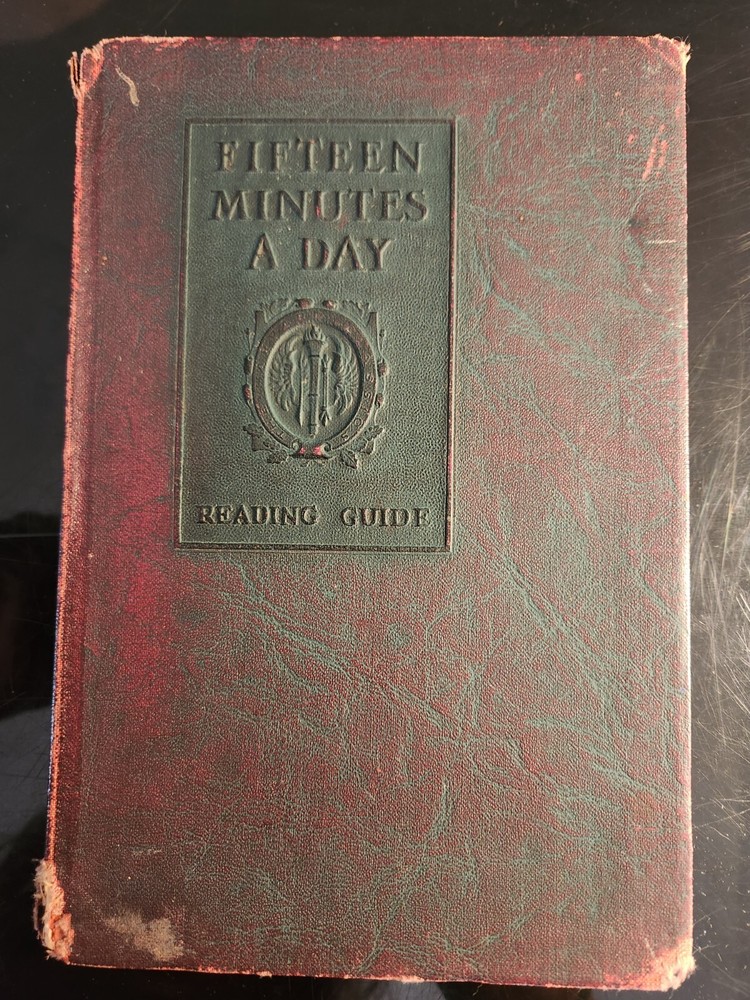 FIFTEEN
MINUTES
A DAY
READING GUIDE